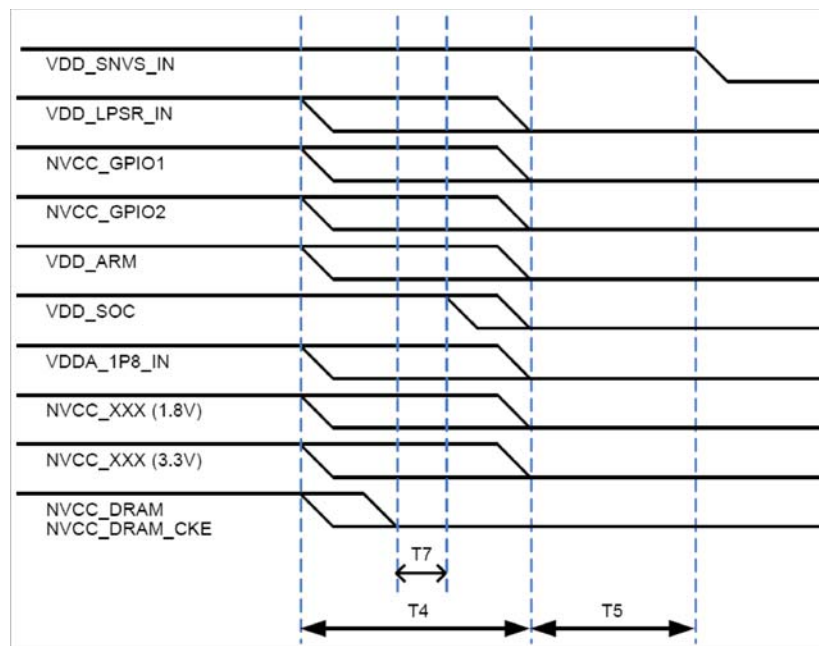 VDD_SNVS_IN
VDD_LPSR_IN
NVCC_GPIO1
NVCC_GPIO2
VDD_ARM
VDD_SOC
VDDA_1P8_IN
NVCC_XXX (1.8V)
NVCC_XXX (3.3V)
NVCC_DRAM
NVCC_DRAM_CKE
T7
T4 T5